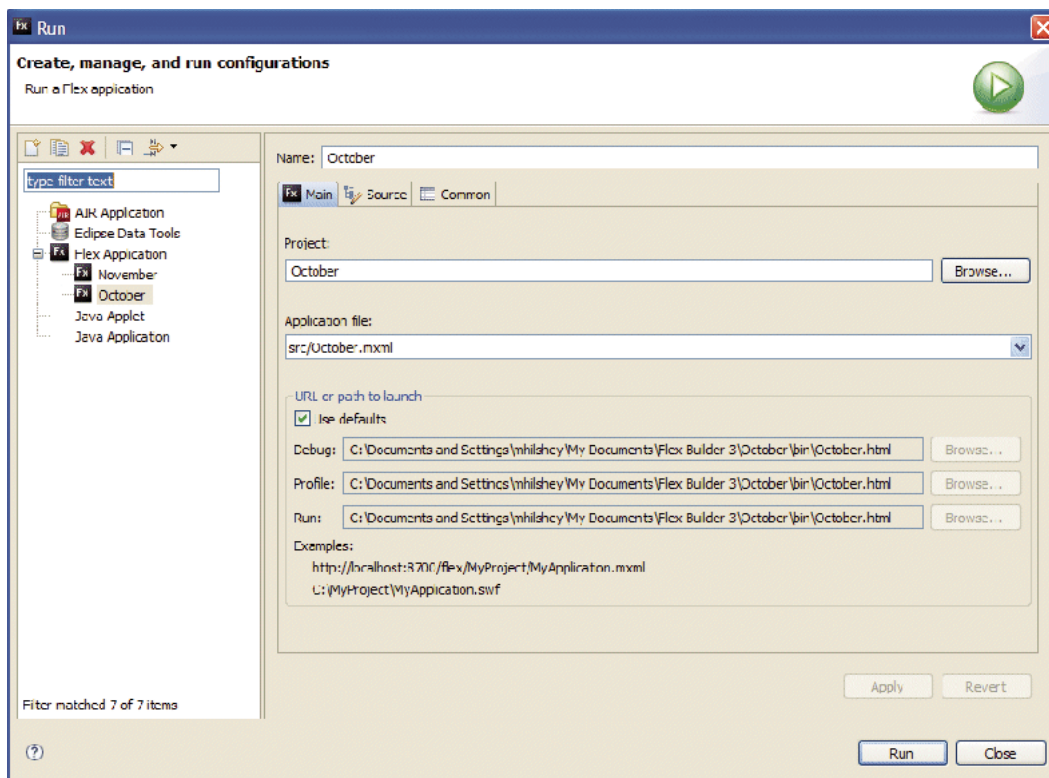 Fx Run
Create, manage, and run configurations
Run a Flex application
type filter text
AIR Application
Eclipse Data Tools
Flex Application
November
October
Java Applet
Java Application
Filter matched 7 of 7 items
Name: October
Main Source Common
Project:
October Browse...
Application file:
src/October.mxml
URL or path to launch
Use defaults
Debug: C:\Documents and Settings\mhilshey\My Documents\Flex Builder 3\October\bin\October.html Browse...
Profile: C:\Documents and Settings\mhilshey\My Documents\Flex Builder 3\October\bin\October.html Browse...
Run: C:\Documents and Settings\mhilshey\My Documents\Flex Builder 3\October\bin\October.html Browse...
Examples:
http://localhost:8700/flex/MyProject/MyApplication.mxml
C:\MyProject\MyApplication.swf
Apply Revert
Run Close